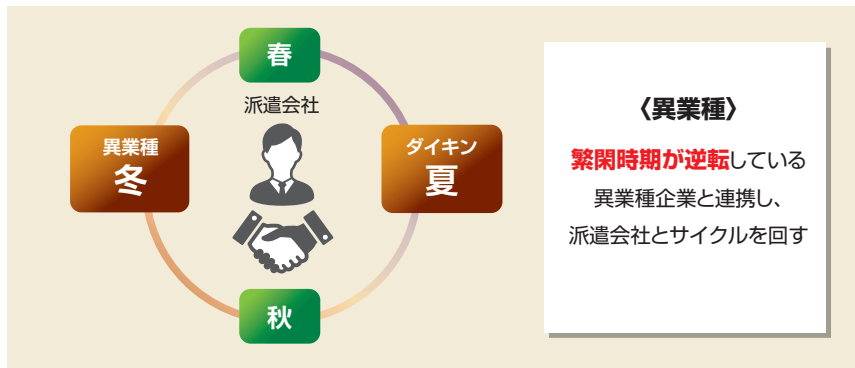 春
派遣会社
異業種
冬
ダイキン
夏
秋
〈異業種〉
繁閑時期が逆転している
異業種企業と連携し、
派遣会社とサイクルを回す